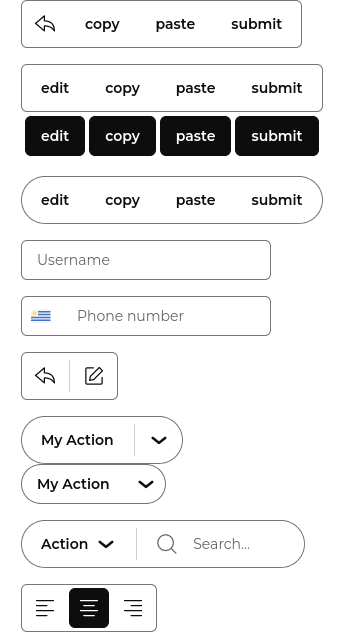 copy paste submit
edit copy paste submit
edit copy paste submit
edit copy paste submit
Username
Phone number
My Action
My Action
Action Search...